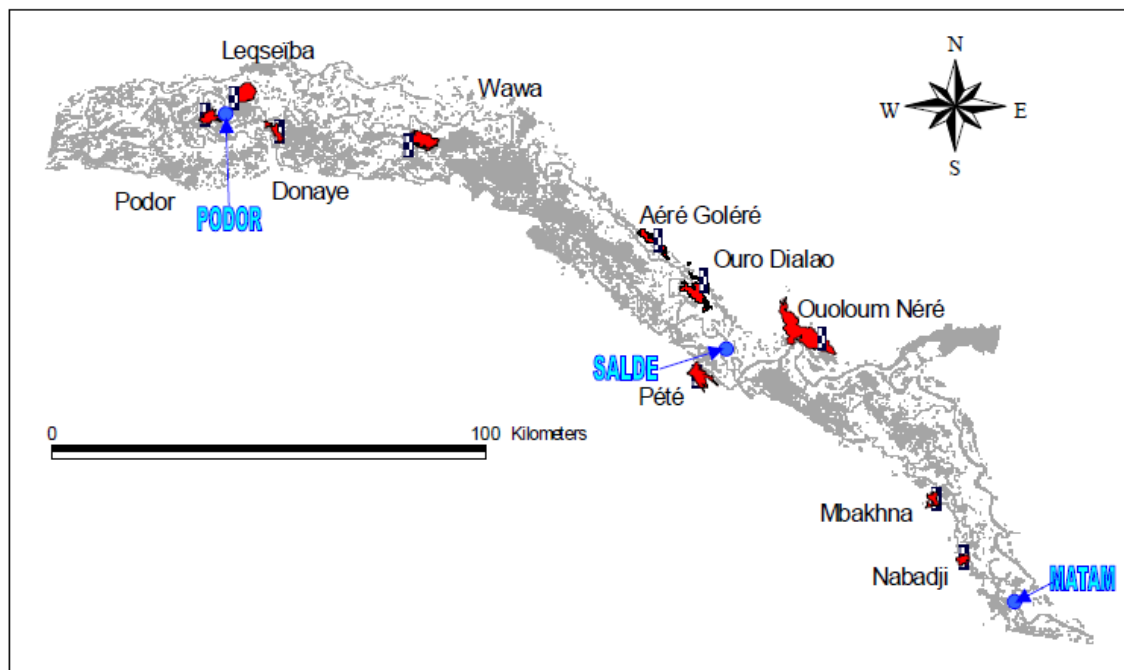 Leqseïba
N
Wawa
W
E
S
Podor
Donaye
PODOR
Aéré Goléré
Ouro Dialao
Ouoloum Néré
SALDE
Pété
0
100 Kilometers
Mbakhna
Nabadji
MATAM